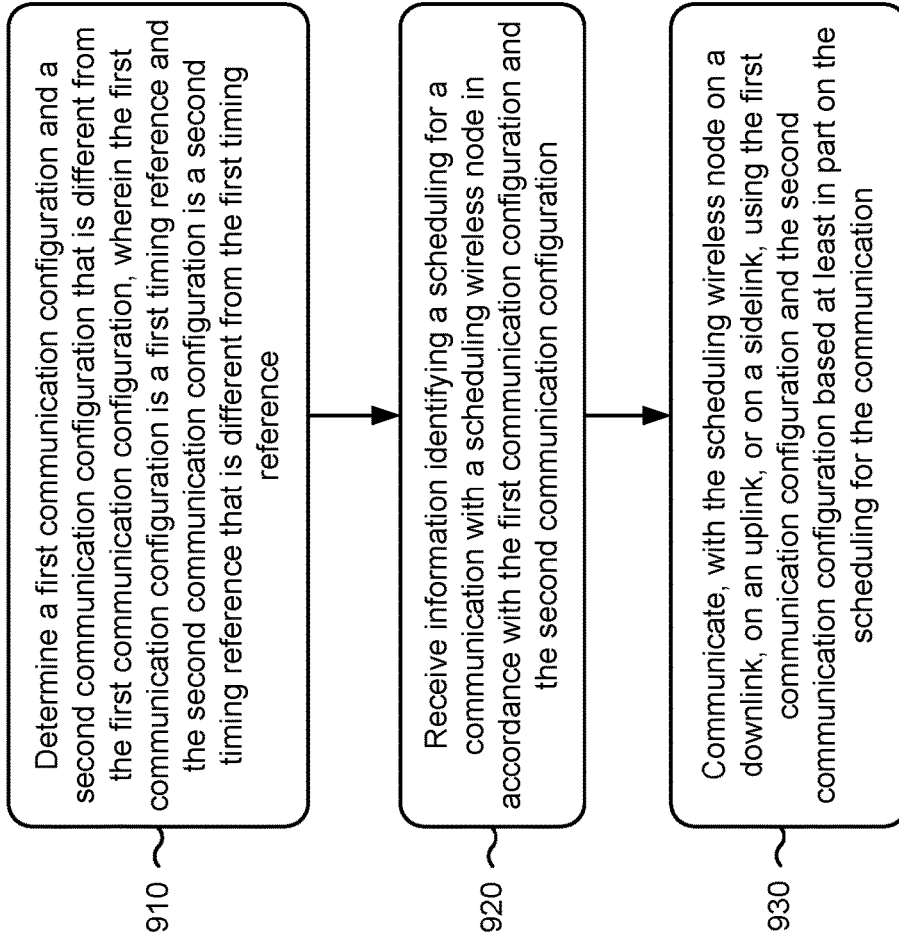 910
Determine a first communication configuration and a
second communication configuration that is different from
the first communication configuration, wherein the first
communication configuration is a first timing reference and
the second communication configuration is a second
timing reference that is different from the first timing
reference
920
Receive information identifying a scheduling for a
communication with a scheduling wireless node in
accordance with the first communication configuration and
the second communication configuration
930
Communicate, with the scheduling wireless node on a
downlink, on an uplink, or on a sidelink, using the first
communication configuration and the second
communication configuration based at least in part on the
scheduling for the communication